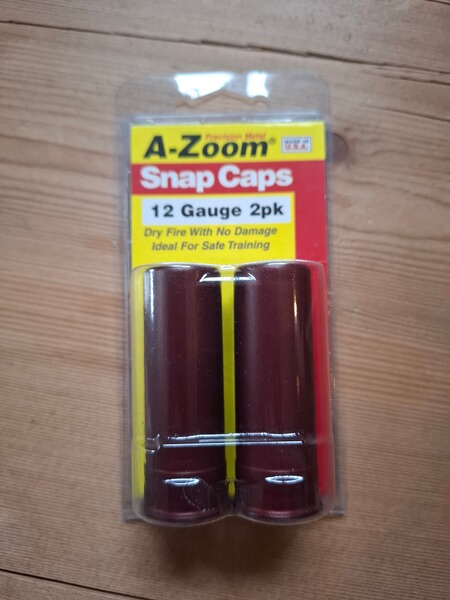 Precision Metal
A-Zoom®
MADE IN
U.S.A.
Snap Caps
12 Gauge 2pk
Dry Fire With No Damage
Ideal For Safe Training